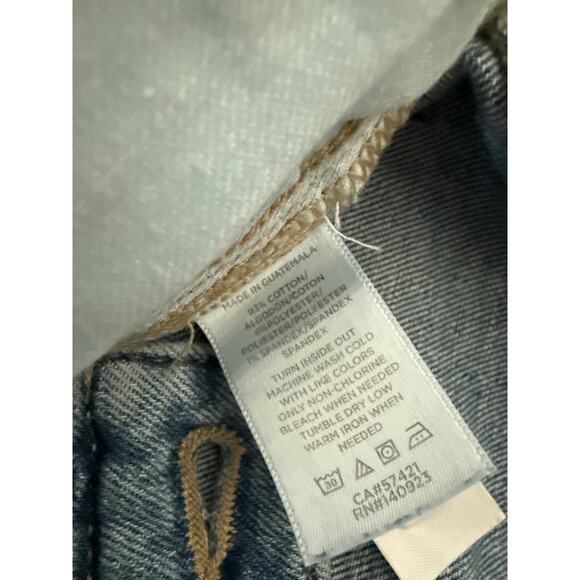 MADE IN GUATEMALA
93% COTTON/
ALGODON/COTON
6%POLYESTER/
POLIESTER/POLIESTER
1% SPANDEX/SPANDEX
SPANDEX
TURN INSIDE OUT
MACHINE WASH COLD
WITH LIKE COLORS
ONLY NON-CHLORINE
BLEACH WHEN NEEDED
TUMBLE DRY LOW
WARM IRON WHEN
NEEDED
30
CA#57421
RN#140923